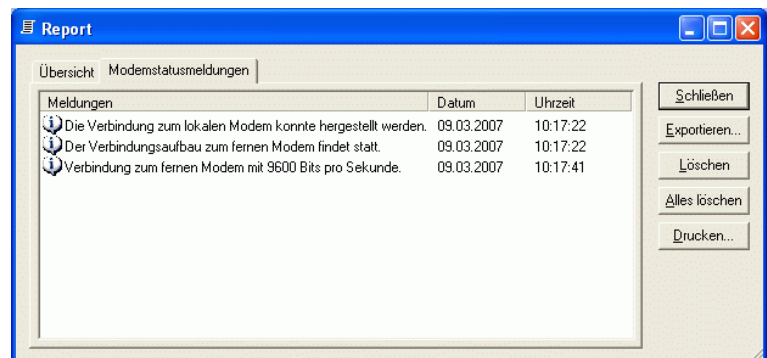 Report
Übersicht Modemstatusmeldungen
Meldungen Datum Uhrzeit
Die Verbindung zum lokalen Modem konnte hergestellt werden. 09.03.2007 10:17:22
Der Verbindungsaufbau zum fernen Modem findet statt. 09.03.2007 10:17:22
Verbindung zum fernen Modem mit 9600 Bits pro Sekunde. 09.03.2007 10:17:41
Schließen
Exportieren...
Löschen
Alles löschen
Drucken...